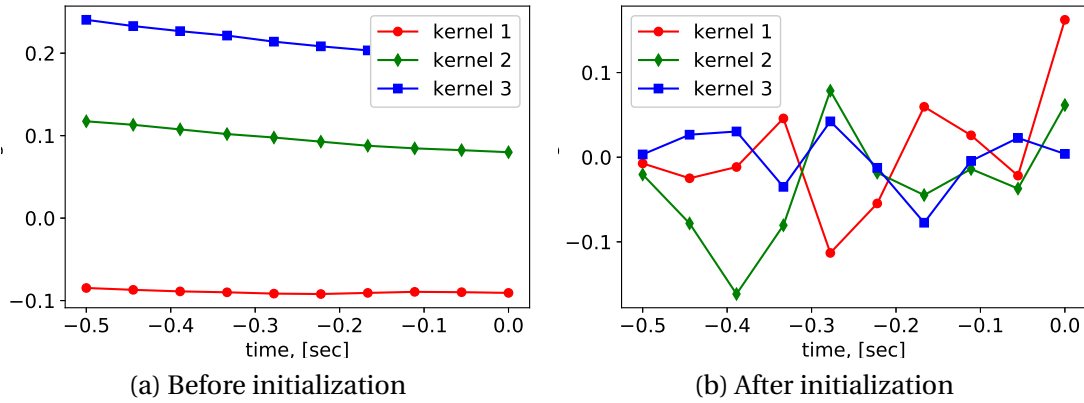 kernel 1
kernel 2
kernel 3
0.2
0.1
0.0
−0.1
−0.5
−0.4
−0.3
−0.2
−0.1
0.0
time, [sec]
(a) Before initialization
kernel 1
kernel 2
kernel 3
0.1
0.0
−0.1
−0.5
−0.4
−0.3
−0.2
−0.1
0.0
time, [sec]
(b) After initialization